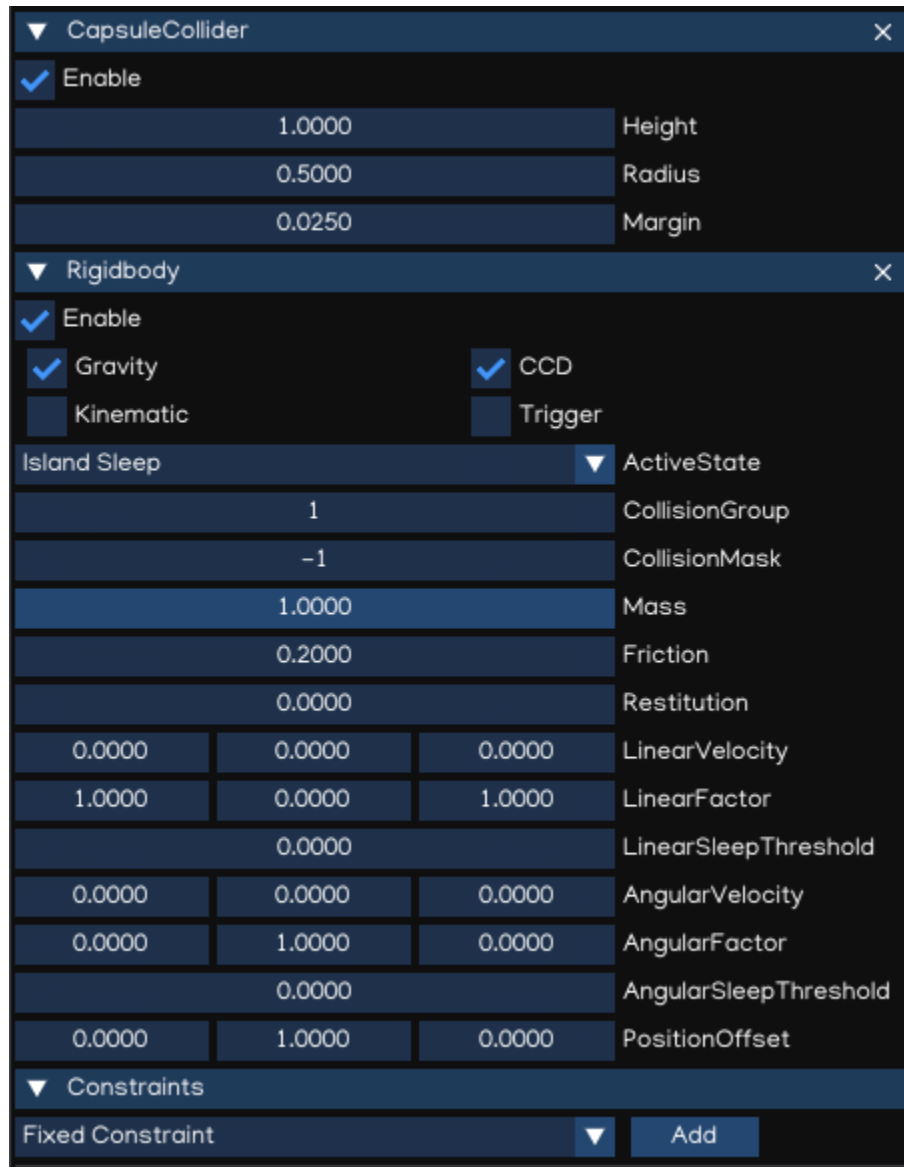 CapsuleCollider
Enable
1.0000 Height
0.5000 Radius
0.0250 Margin
Rigidbody
Enable
Gravity CCD
Kinematic Trigger
Island Sleep ActiveState
1 CollisionGroup
-1 CollisionMask
1.0000 Mass
0.2000 Friction
0.0000 Restitution
0.0000 0.0000 0.0000 LinearVelocity
1.0000 0.0000 1.0000 LinearFactor
0.0000 LinearSleepThreshold
0.0000 0.0000 0.0000 AngularVelocity
0.0000 1.0000 0.0000 AngularFactor
0.0000 AngularSleepThreshold
0.0000 1.0000 0.0000 PositionOffset
Constraints
Fixed Constraint Add